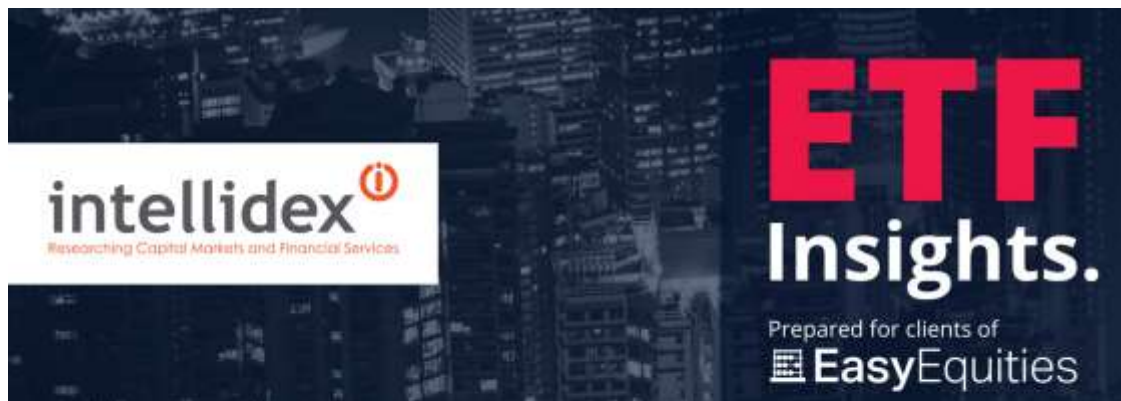 intellidex
Researching Capital Markets and Financial Services
ETF
Insights.
Prepared for clients of
EasyEquities